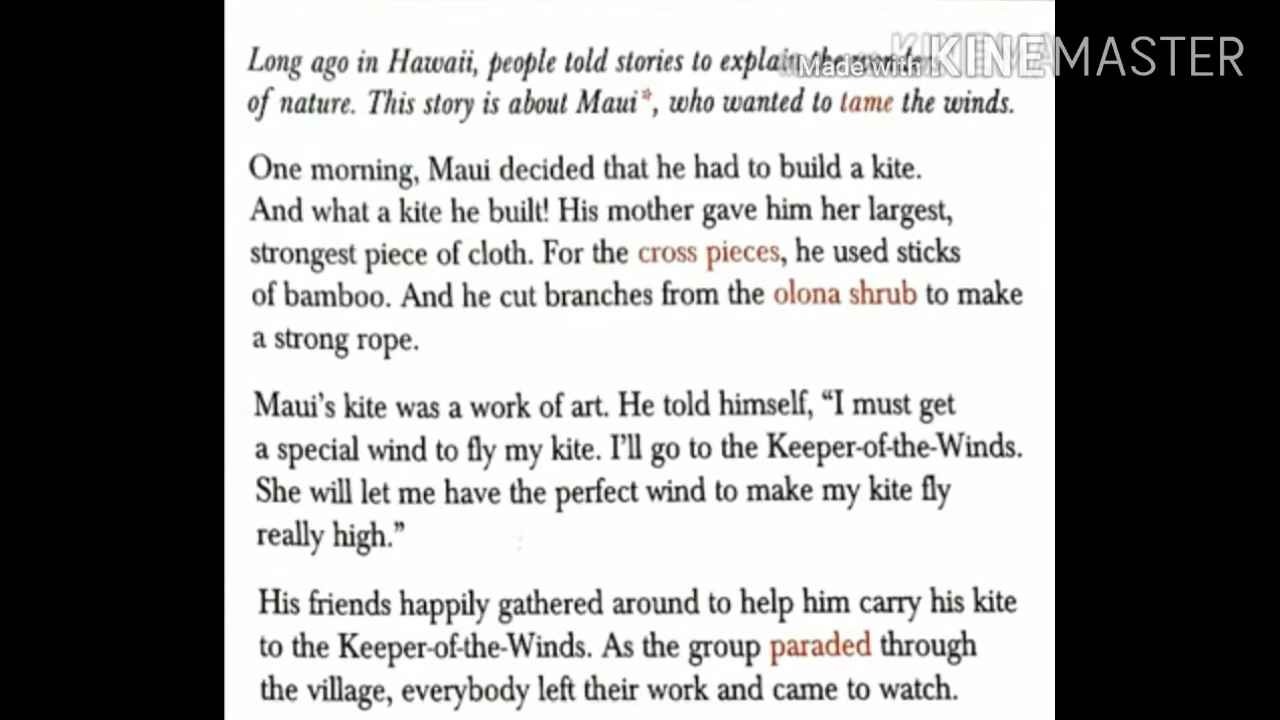 Long ago in Hawaii, people told stories to explain the
Made with KINEMASTER
of nature. This story is about Maui*, who wanted to tame the winds.
One morning, Maui decided that he had to build a kite.
And what a kite he built! His mother gave him her largest,
strongest piece of cloth. For the cross pieces, he used sticks
of bamboo. And he cut branches from the olona shrub to make
a strong rope.
Maui's kite was a work of art. He told himself, “I must get
a special wind to fly my kite. I'll go to the Keeper-of-the-Winds.
She will let me have the perfect wind to make my kite fly
really high.”
His friends happily gathered around to help him carry his kite
to the Keeper-of-the-Winds. As the group paraded through
the village, everybody left their work and came to watch.